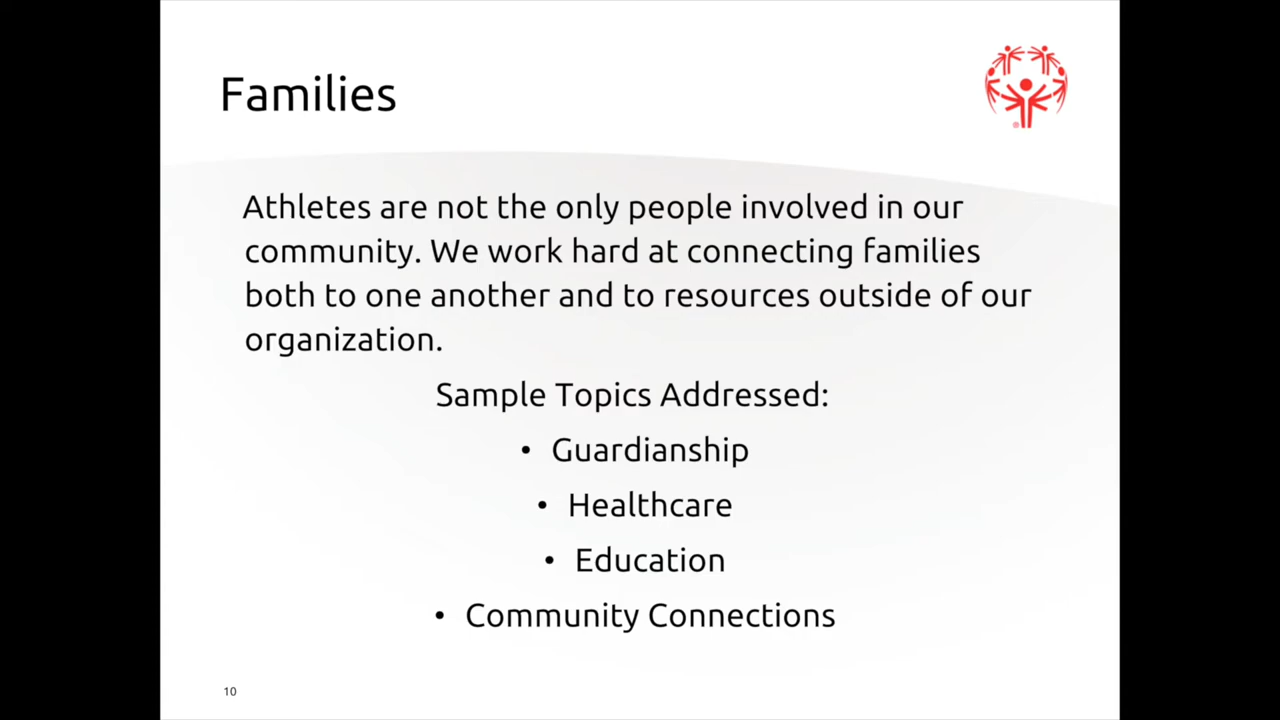 Families
Athletes are not the only people involved in our
community. We work hard at connecting families
both to one another and to resources outside of our
organization.
Sample Topics Addressed:
• Guardianship
• Healthcare
• Education
• Community Connections
10